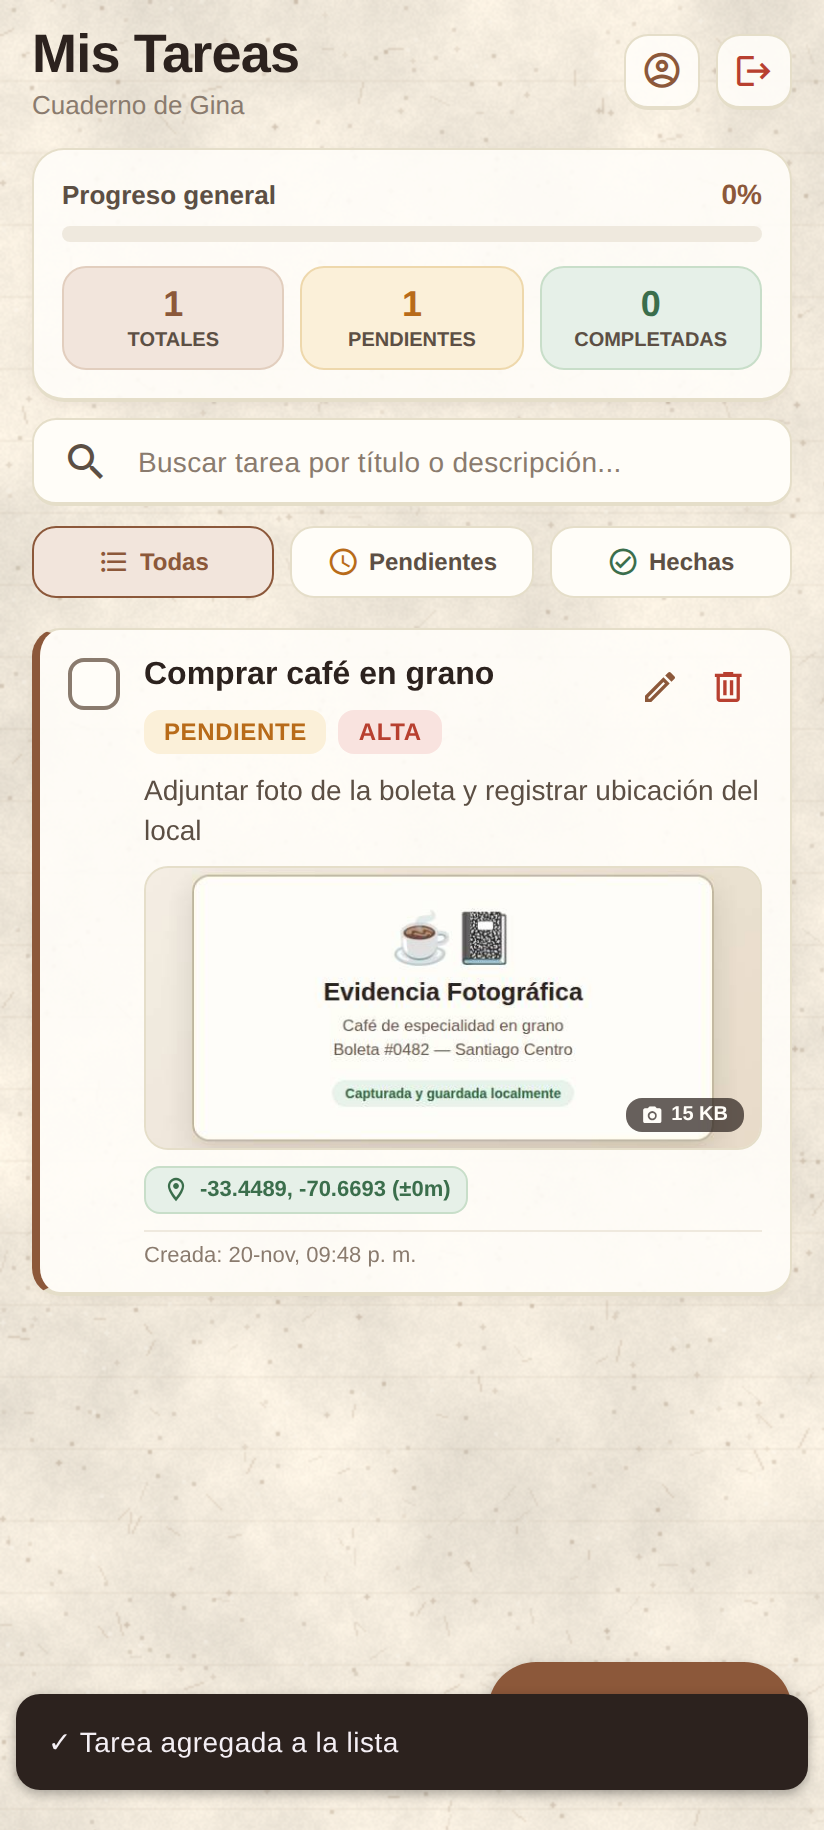 Mis Tareas
Cuaderno de Gina
Progreso general
0%
1
TOTALES
1
PENDIENTES
0
COMPLETADAS
Buscar tarea por título o descripción...
Todas
Pendientes
Hechas
Comprar café en grano
PENDIENTE
ALTA
Adjuntar foto de la boleta y registrar ubicación del
local
Evidencia Fotográfica
Café de especialidad en grano
Boleta #0482 — Santiago Centro
Capturada y guardada localmente
15 KB
-33.4489, -70.6693 (±0m)
Creada: 20-nov, 09:48 p. m.
✓ Tarea agregada a la lista